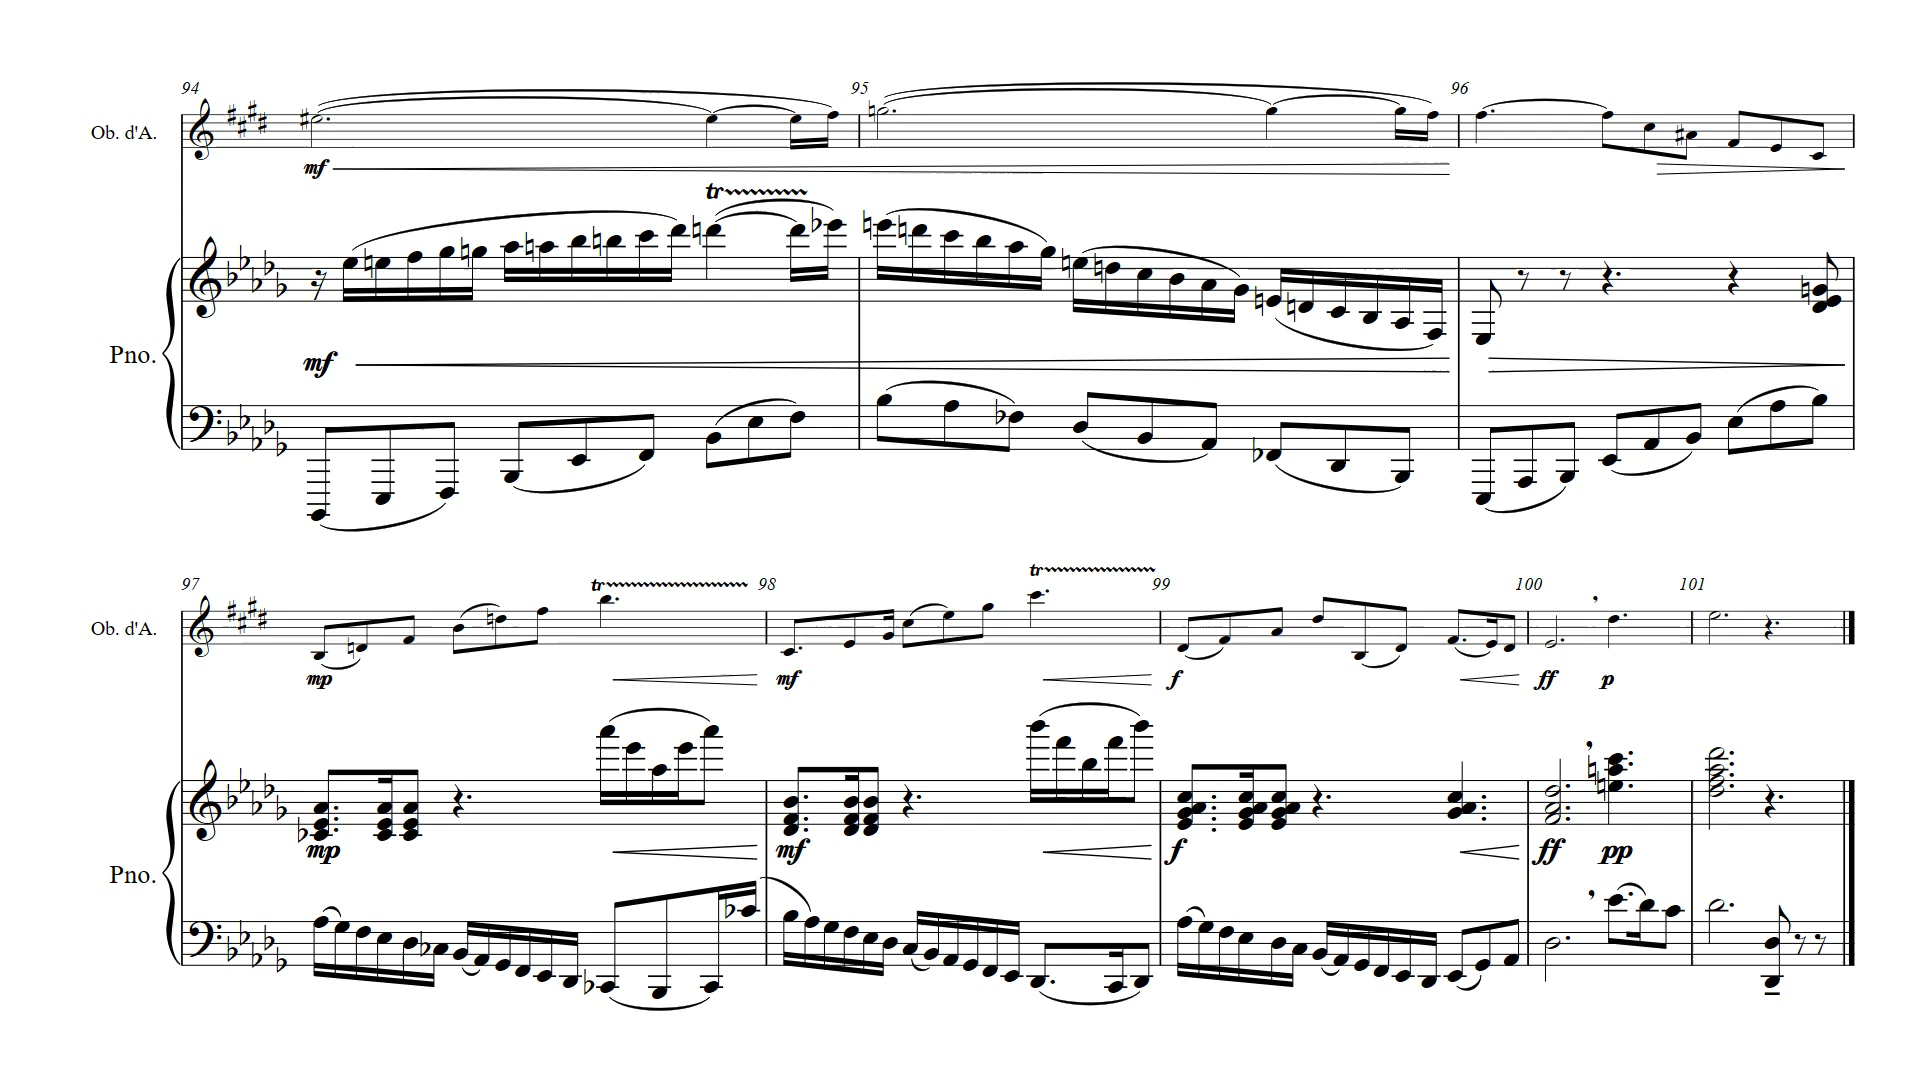 94 95 96
Ob. d'A.
mf
tr
Pno.
mf
97 98 99 100 101
tr tr
Ob. d'A.
mp mf f ff p
Pno.
mp mf f ff pp